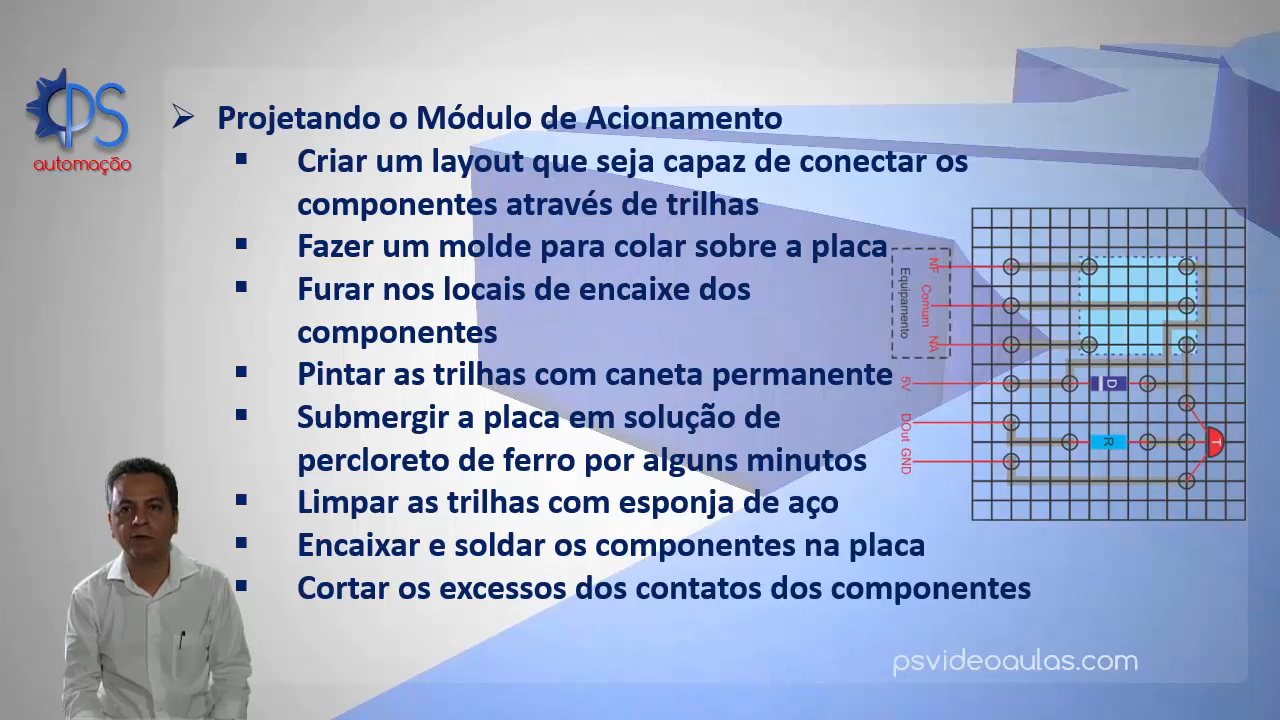 PS
automação
Projetando o Módulo de Acionamento
Criar um layout que seja capaz de conectar os
componentes através de trilhas
Fazer um molde para colar sobre a placa
Furar nos locais de encaixe dos
componentes
Pintar as trilhas com caneta permanente
Submergir a placa em solução de
percloreto de ferro por alguns minutos
Limpar as trilhas com esponja de aço
Encaixar e soldar os componentes na placa
Cortar os excessos dos contatos dos componentes
Equipamento
NF
Comum
NA
5V
DOut
GND
D
R
T
psvideoaulas.com